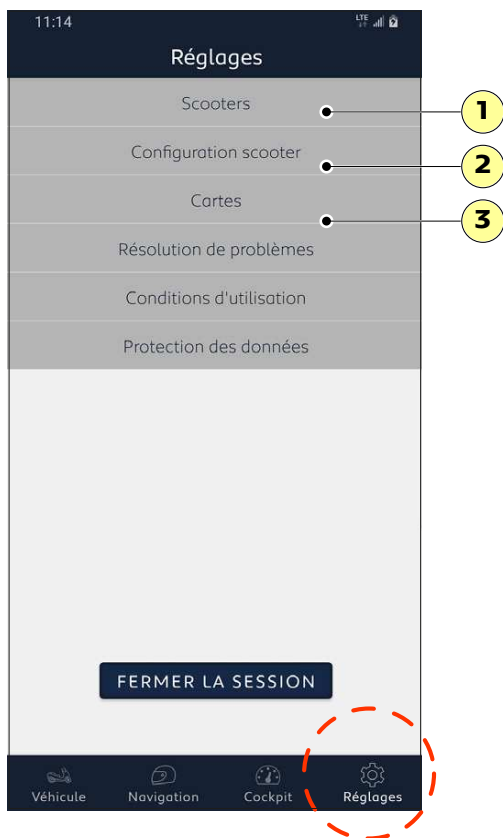 11:14 LTE
Réglages
Scooters
1
Configuration scooter
2
Cartes
3
Résolution de problèmes
Conditions d'utilisation
Protection des données
FERMER LA SESSION
Véhicule Navigation Cockpit Réglages